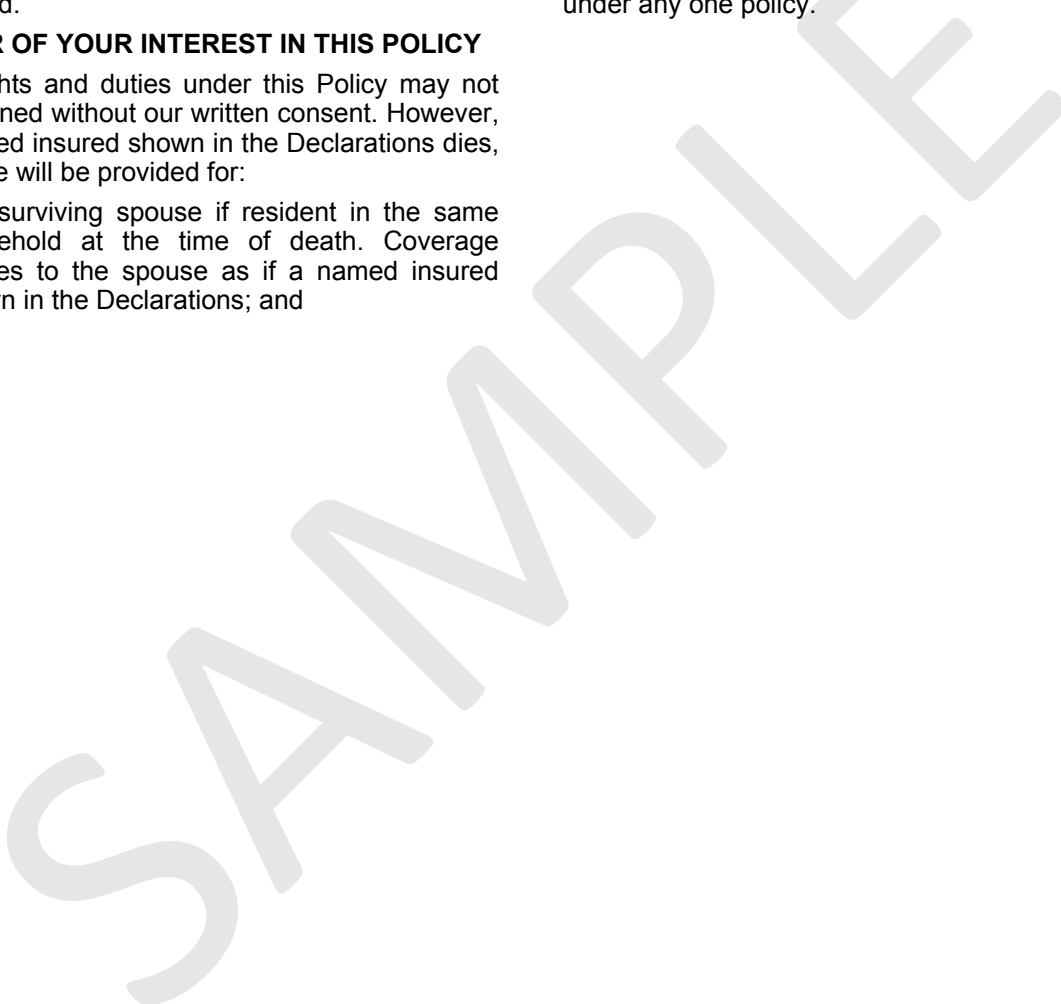 d.
R OF YOUR INTEREST IN THIS POLICY
hts and duties under this Policy may not
ned without our written consent. However,
ed insured shown in the Declarations dies,
e will be provided for:
surviving spouse if resident in the same
ehold at the time of death. Coverage
es to the spouse as if a named insured
n in the Declarations; and
under any one policy.
SAMPLE